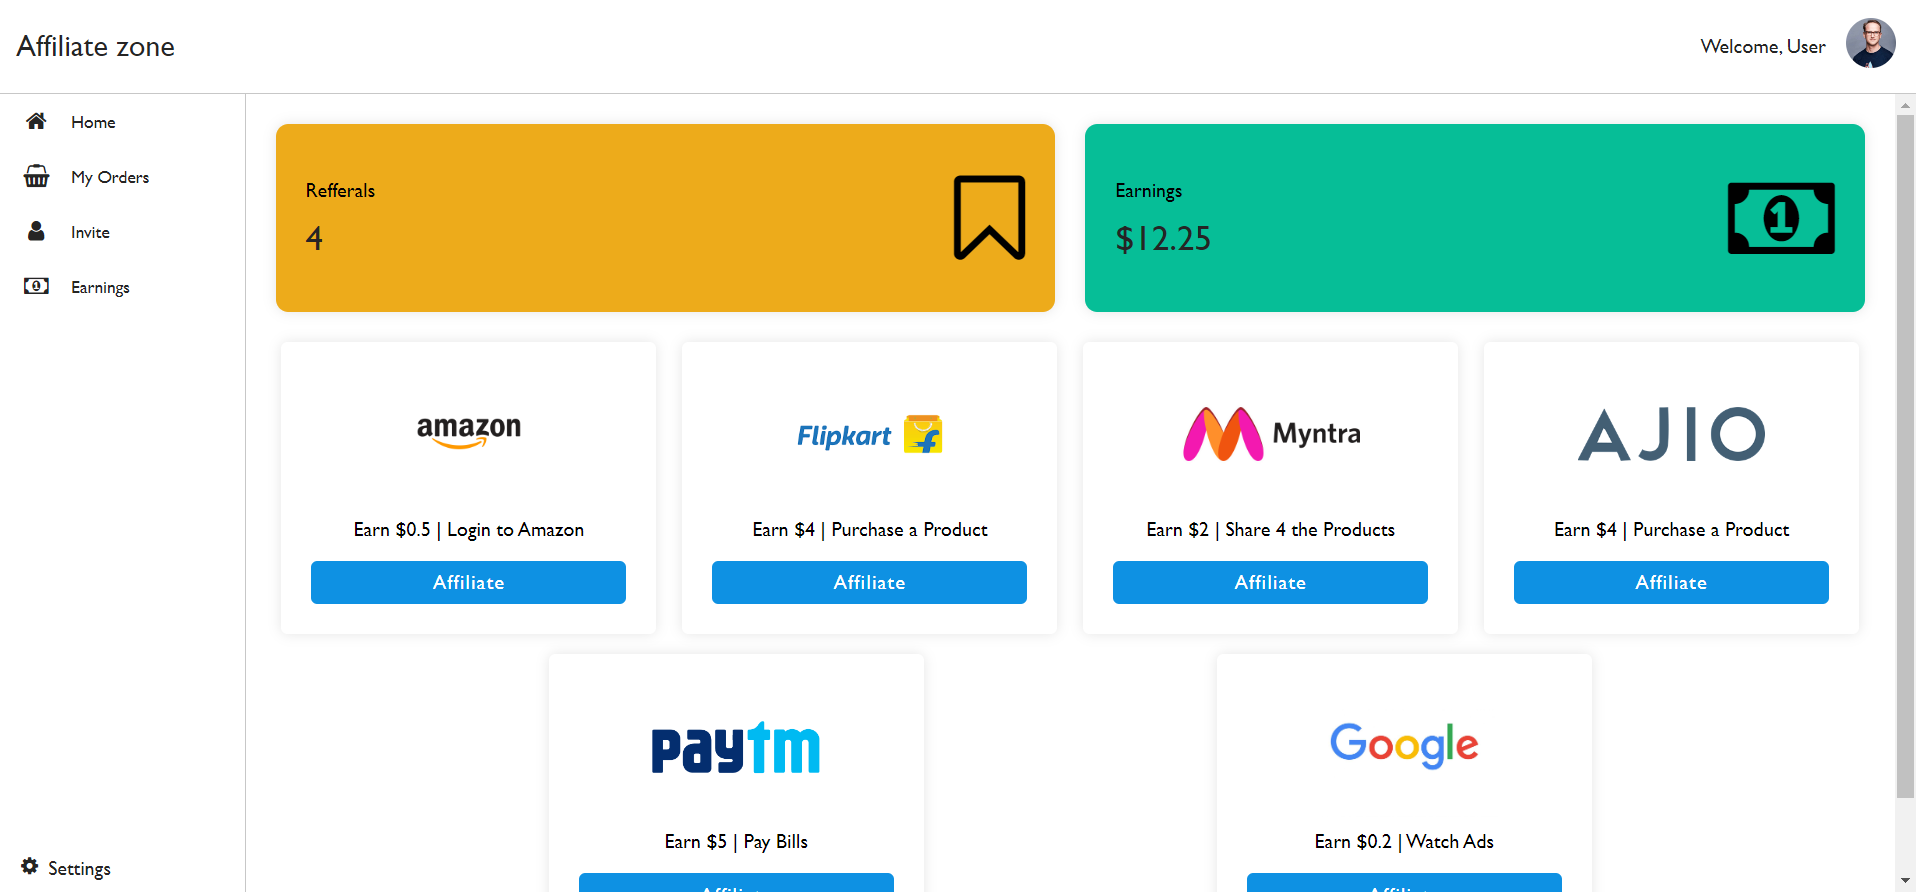 Affiliate zone
Welcome, User
Home
My Orders
Invite
Earnings
Settings
Refferals
4
Earnings
$12.25
1
amazon
Earn $0.5 | Login to Amazon
Affiliate
Flipkart
Earn $4 | Purchase a Product
Affiliate
Myntra
Earn $2 | Share 4 the Products
Affiliate
AJIO
Earn $4 | Purchase a Product
Affiliate
paytm
Earn $5 | Pay Bills
Google
Earn $0.2 | Watch Ads